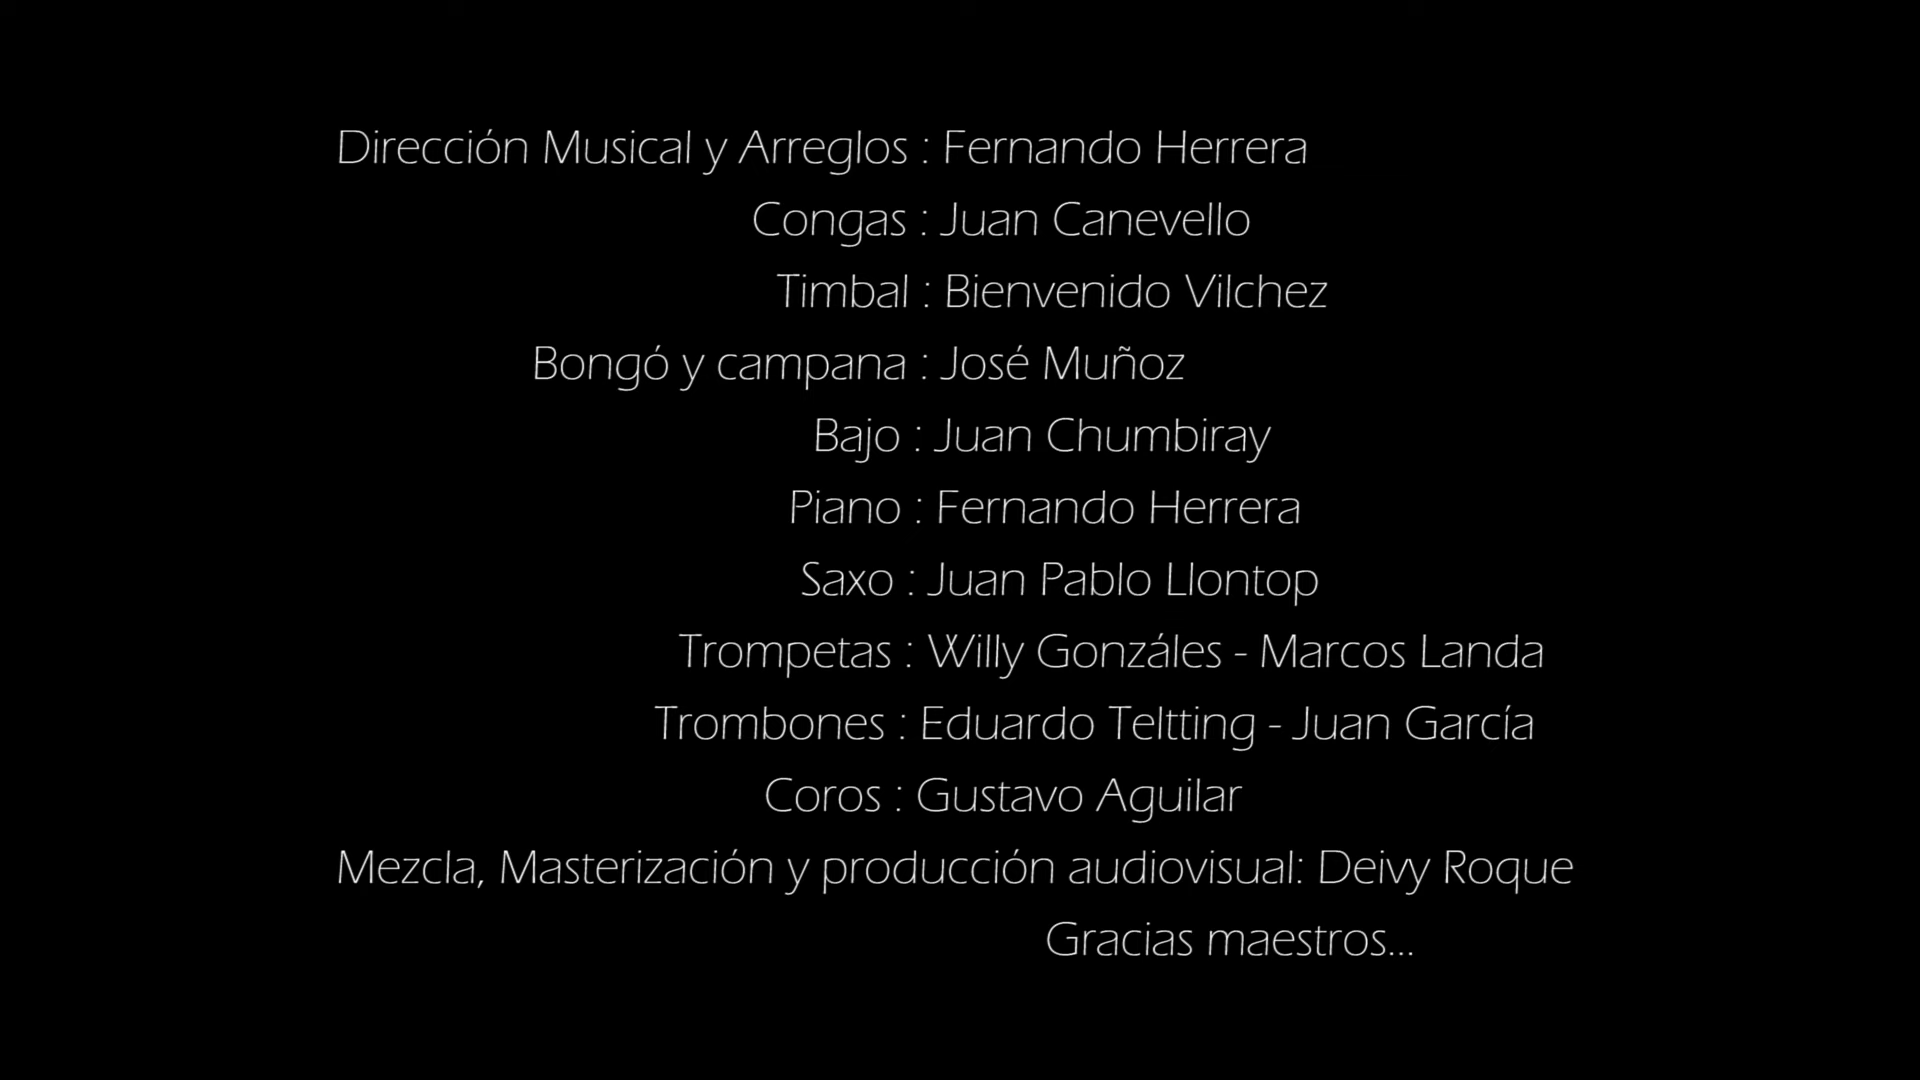 Dirección Musical y Arreglos : Fernando Herrera
Congas : Juan Canevello
Timbal : Bienvenido Vilchez
Bongó y campana : José Muñoz
Bajo : Juan Chumbiray
Piano : Fernando Herrera
Saxo : Juan Pablo Llontop
Trompetas : Willy Gonzáles - Marcos Landa
Trombones : Eduardo Teltting - Juan García
Coros : Gustavo Aguilar
Mezcla, Masterización y producción audiovisual: Deivy Roque
Gracias maestros...